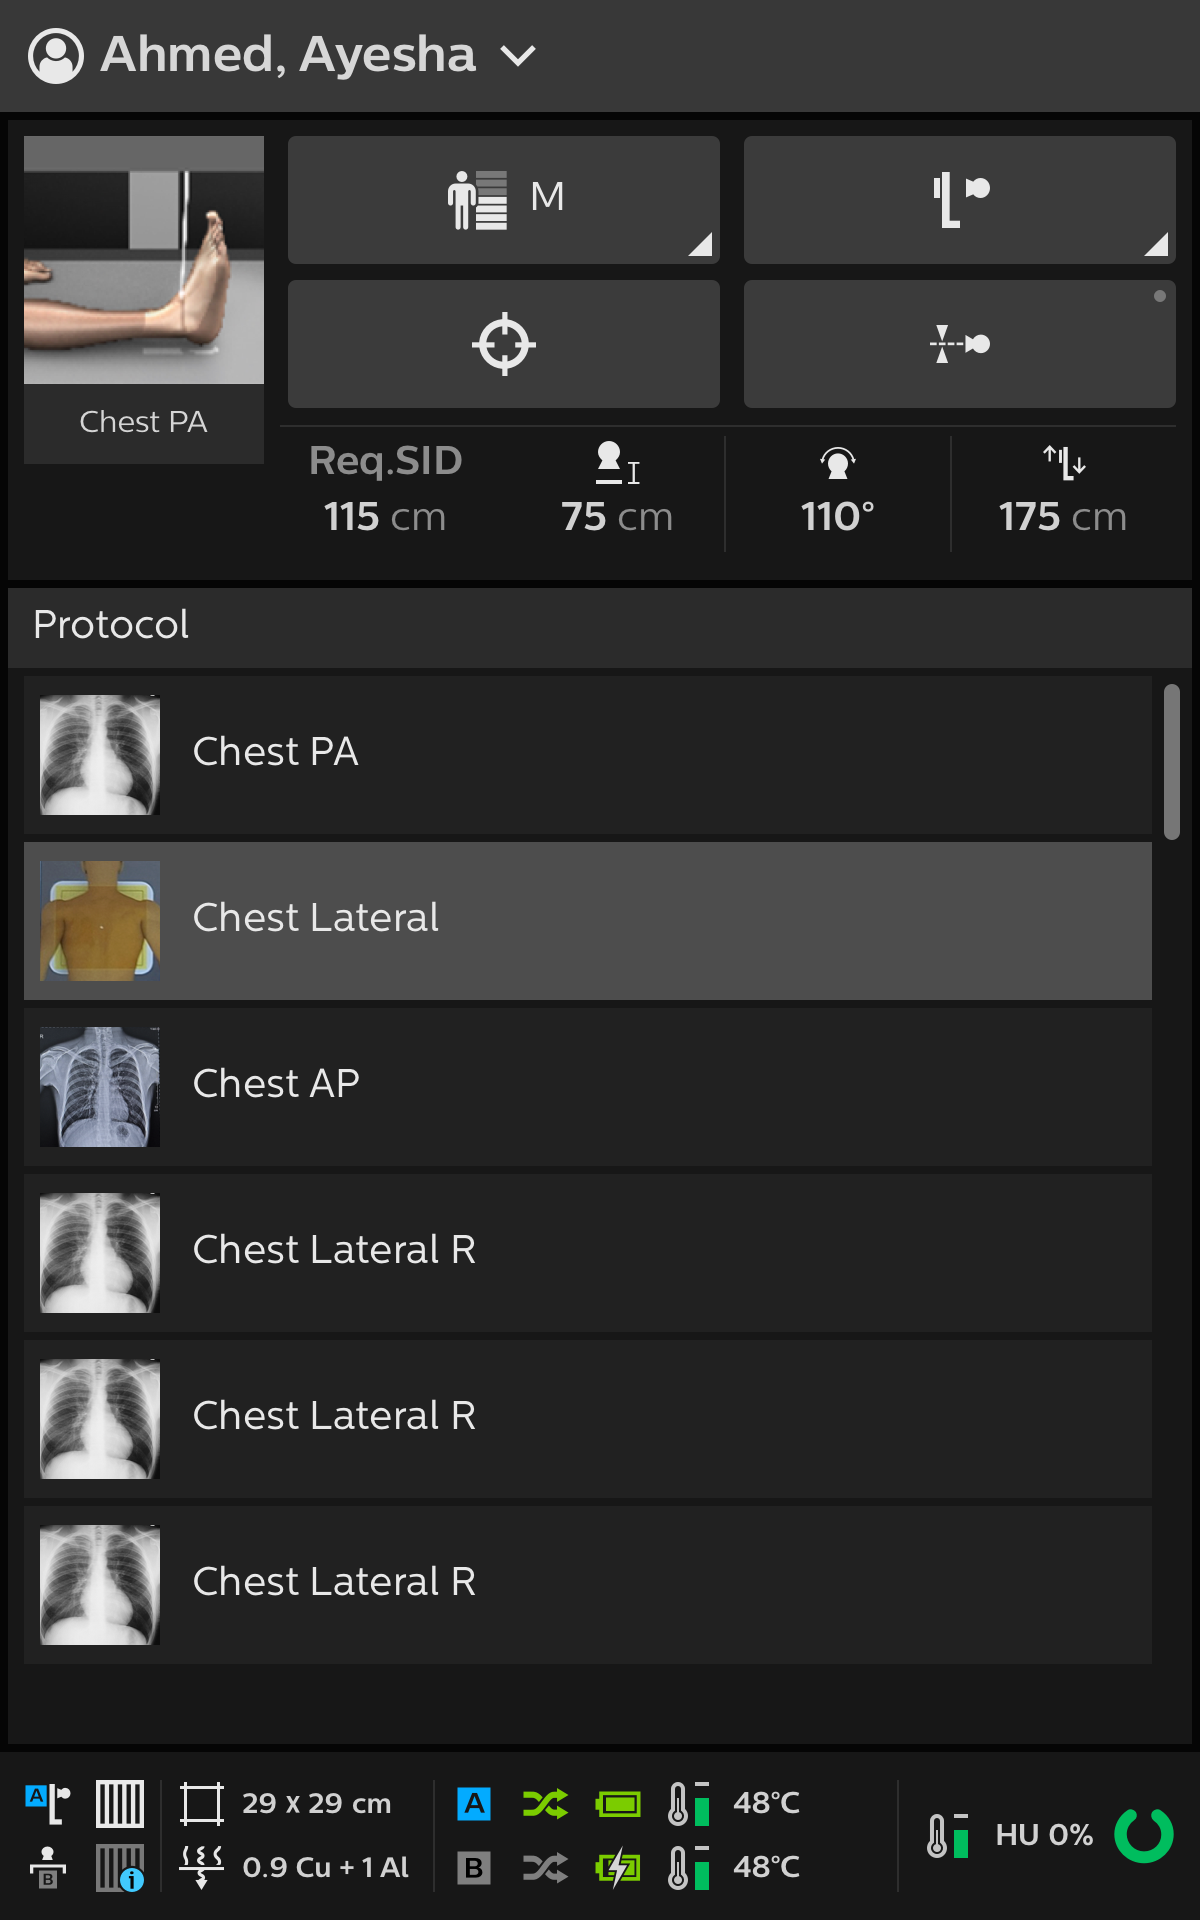 Ahmed, Ayesha
M
Chest PA
Req.SID
115 cm
75 cm
110°
175 cm
Protocol
Chest PA
Chest Lateral
Chest AP
Chest Lateral R
Chest Lateral R
Chest Lateral R
A
29 x 29 cm
A
48°C
HU 0%
B
i
0.9 Cu + 1 Al
B
48°C